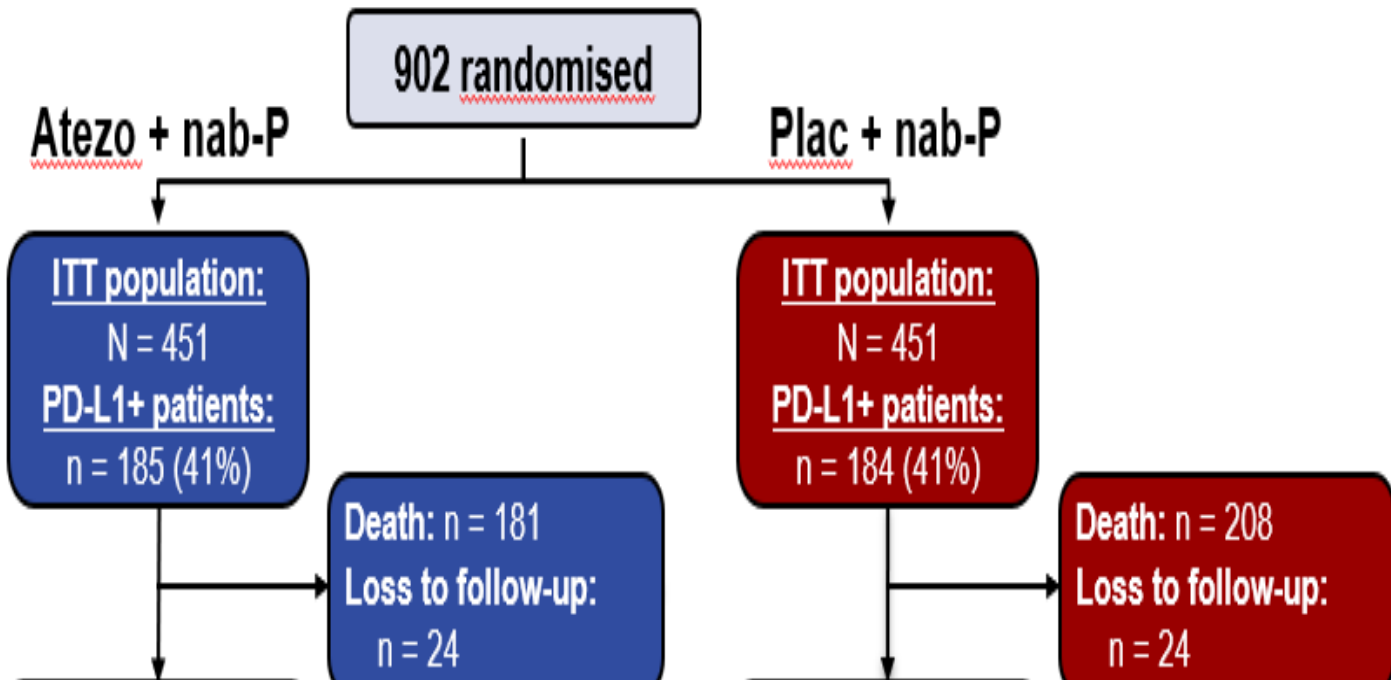 902 randomised
Atezo + nab-P
Plac + nab-P
ITT population:
N = 451
PD-L1+ patients:
n = 185 (41%)
ITT population:
N = 451
PD-L1+ patients:
n = 184 (41%)
Death: n = 181
Loss to follow-up:
n = 24
Death: n = 208
Loss to follow-up:
n = 24